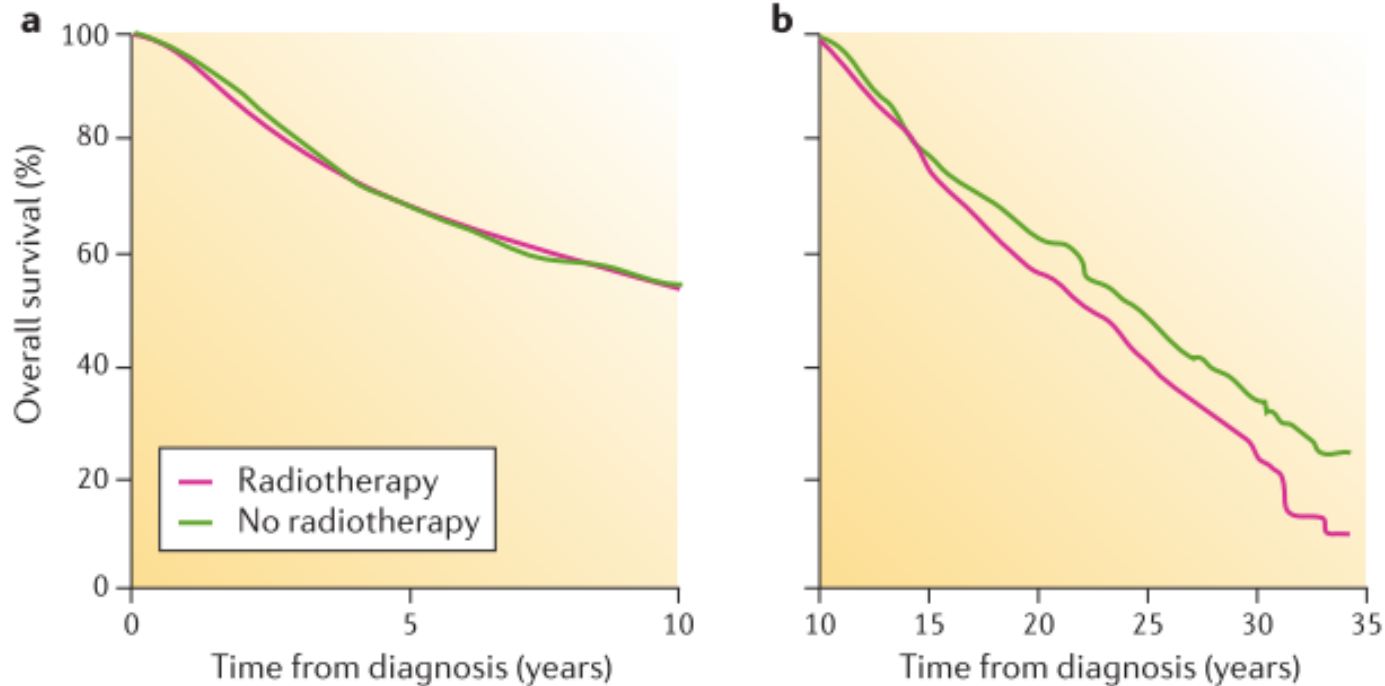 a
b
Overall survival (%)
100
80
60
40
20
0
Radiotherapy
No radiotherapy
0 5 10
10 15 20 25 30 35
Time from diagnosis (years)
Time from diagnosis (years)